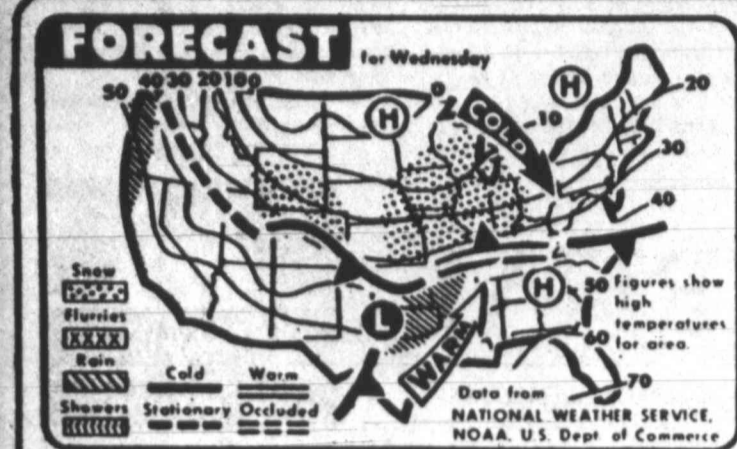 FORECAST for Wednesday
50 40 30 20 10 0 0 -10 20
H H
COLD
30
40
Snow
Flurries
XXXX
Rain
Showers
Cold Warm
Stationary Occluded
L
WARM
H
50 Figures show
high
temperatures
60 for area.
70
Data from
NATIONAL WEATHER SERVICE,
NOAA, U.S. Dept of Commerce